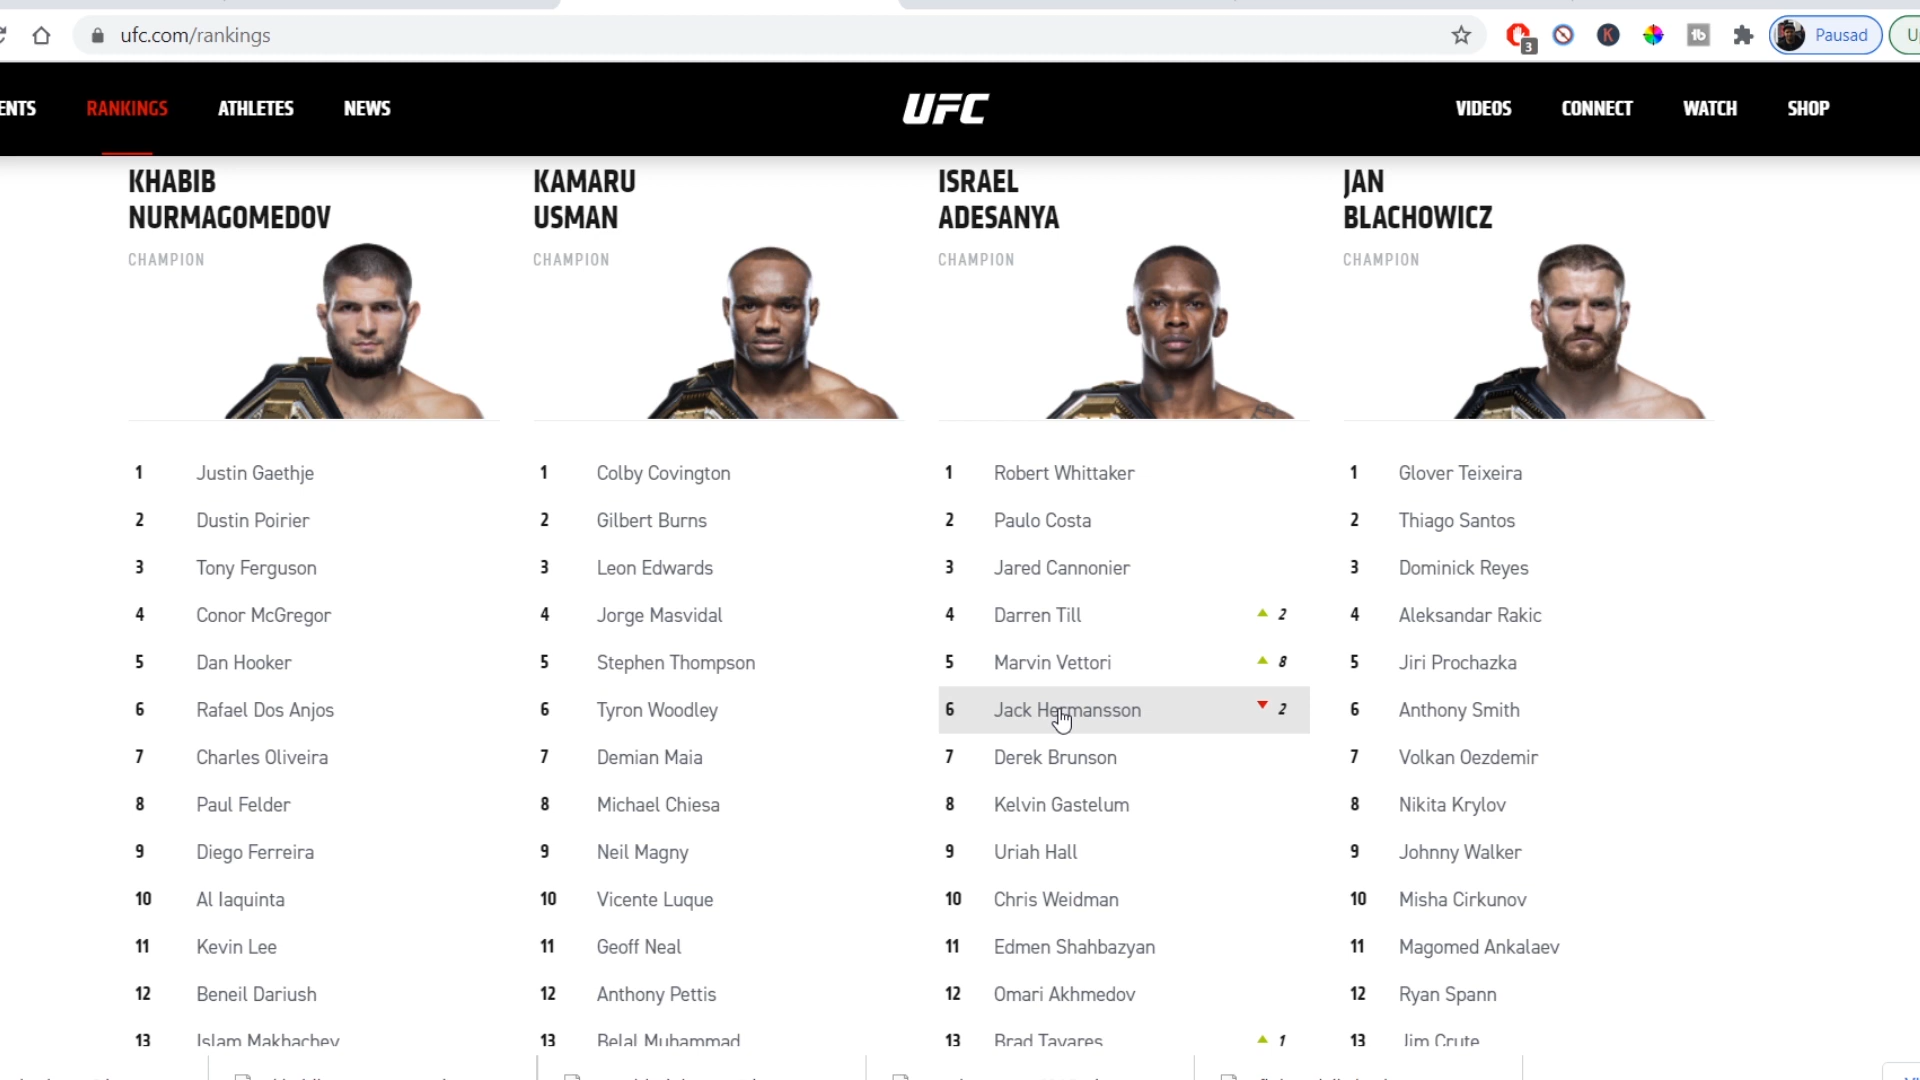 ufc.com/rankings
3
Pausad
ENTS RANKINGS ATHLETES NEWS UFC VIDEOS CONNECT WATCH SHOP
KHABIB
NURMAGOMEDOV
CHAMPION
1 Justin Gaethje
2 Dustin Poirier
3 Tony Ferguson
4 Conor McGregor
5 Dan Hooker
6 Rafael Dos Anjos
7 Charles Oliveira
8 Paul Felder
9 Diego Ferreira
10 Al Iaquinta
11 Kevin Lee
12 Beneil Dariush
13 Islam Makhachev
KAMARU
USMAN
CHAMPION
1 Colby Covington
2 Gilbert Burns
3 Leon Edwards
4 Jorge Masvidal
5 Stephen Thompson
6 Tyron Woodley
7 Demian Maia
8 Michael Chiesa
9 Neil Magny
10 Vicente Luque
11 Geoff Neal
12 Anthony Pettis
13 Belal Muhammad
ISRAEL
ADESANYA
CHAMPION
1 Robert Whittaker
2 Paulo Costa
3 Jared Cannonier
4 Darren Till 2
5 Marvin Vettori 8
6 Jack Hermansson 2
7 Derek Brunson
8 Kelvin Gastelum
9 Uriah Hall
10 Chris Weidman
11 Edmen Shahbazyan
12 Omari Akhmedov
13 Brad Tavares 1
JAN
BLACHOWICZ
CHAMPION
1 Glover Teixeira
2 Thiago Santos
3 Dominick Reyes
4 Aleksandar Rakic
5 Jiri Prochazka
6 Anthony Smith
7 Volkan Oezdemir
8 Nikita Krylov
9 Johnny Walker
10 Misha Cirkunov
11 Magomed Ankalaev
12 Ryan Spann
13 Jim Crute